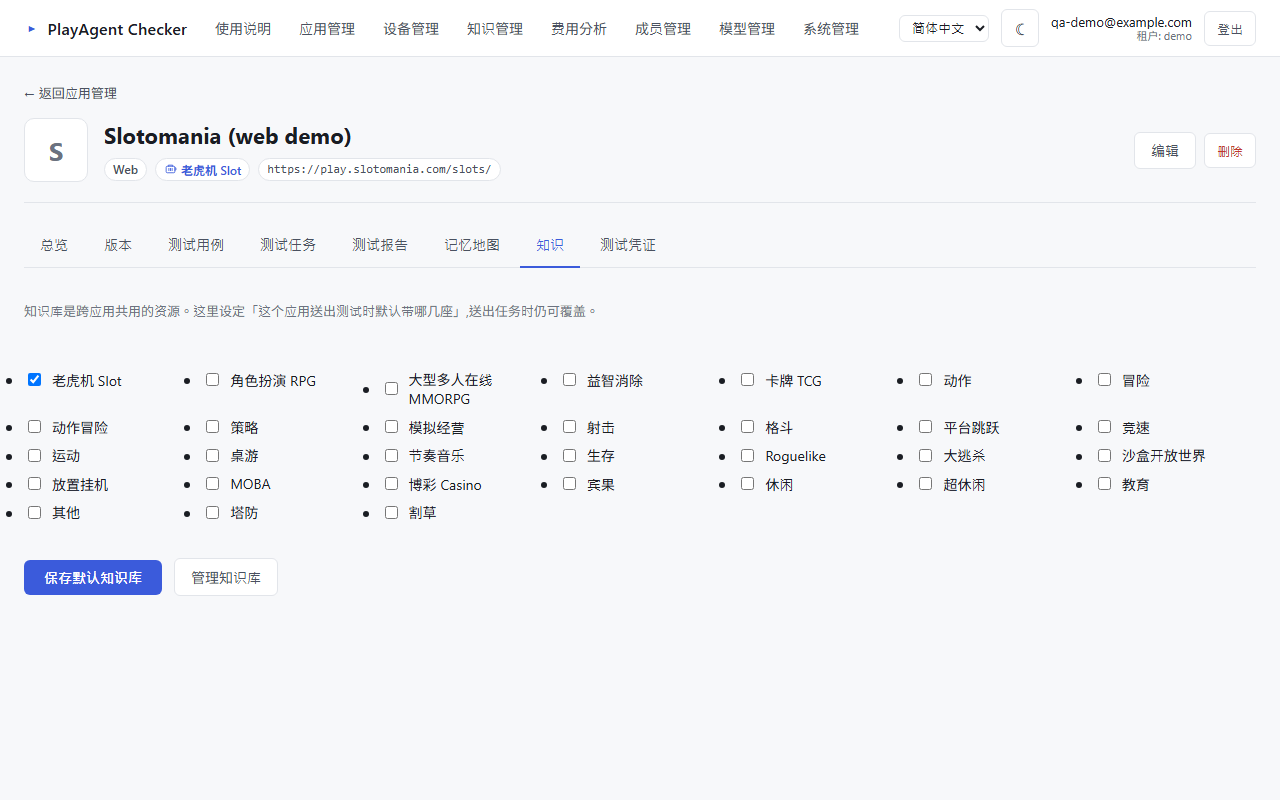 PlayAgent Checker 使用说明 应用管理 设备管理 知识管理 费用分析 成员管理 模型管理 系统管理 简体中文 qa-demo@example.com 登出
租户: demo
← 返回应用管理
S
Slotomania (web demo)
Web 老虎机 Slot https://play.slotomania.com/slots/
编辑 删除
总览 版本 测试用例 测试任务 测试报告 记忆地图 知识 测试凭证
知识库是跨应用共用的资源。这里设定「这个应用送出测试时默认带哪几座」,送出任务时仍可覆盖。
老虎机 Slot 角色扮演 RPG 大型多人在线 MMORPG 益智消除 卡牌 TCG 动作 冒险
动作冒险 策略 模拟经营 射击 格斗 平台跳跃 竞速
运动 桌游 节奏音乐 生存 Roguelike 大逃杀 沙盒开放世界
放置挂机 MOBA 博彩 Casino 宾果 休闲 超休闲 教育
其他 塔防 割草
保存默认知识库 管理知识库